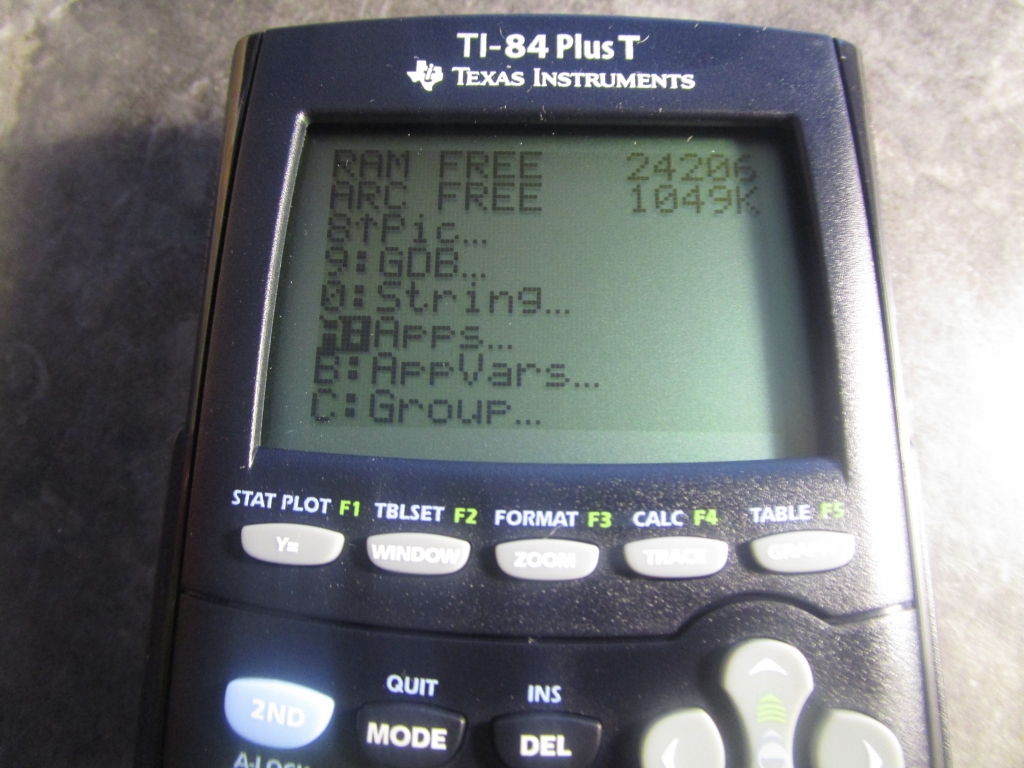 TI-84 Plus T
TEXAS INSTRUMENTS
RAM FREE 24206
ARC FREE 1049K
8↑Pic...
9:GDB...
0:String...
A:Apps...
B:AppVars...
C:Group...
STAT PLOT F1 TBLSET F2 FORMAT F3 CALC F4 TABLE F5
Y= WINDOW ZOOM TRACE GRAPH
QUIT INS
2ND MODE DEL
A-LOCK